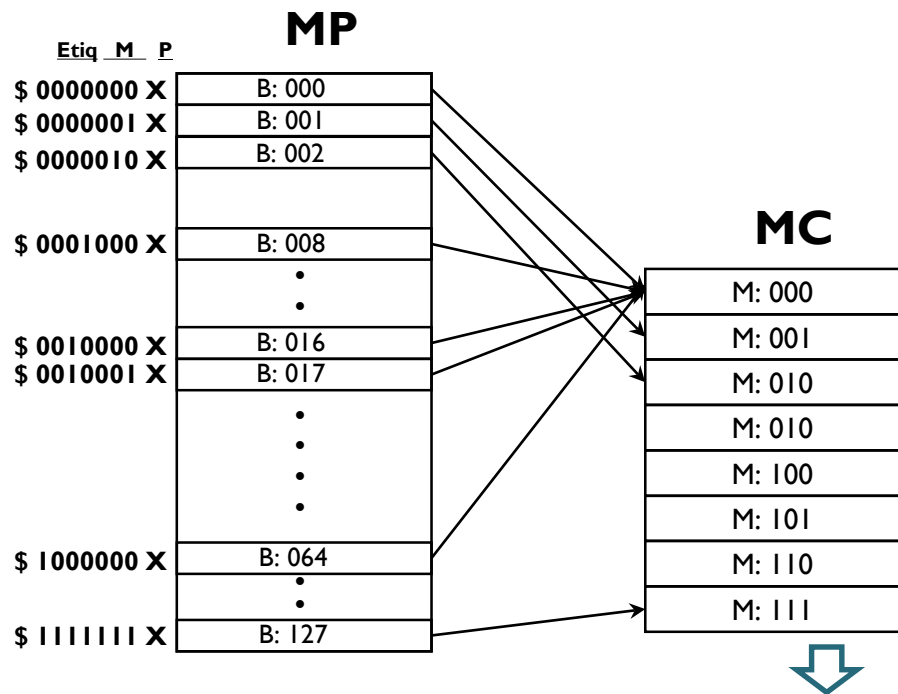 MP
Etiq M P
$ 0000000 X B: 000
$ 0000001 X B: 001
$ 0000010 X B: 002
$ 0001000 X B: 008
$ 0010000 X B: 016
$ 0010001 X B: 017
$ 1000000 X B: 064
$ 1111111 X B: 127
MC
M: 000
M: 001
M: 010
M: 010
M: 100
M: 101
M: 110
M: 111